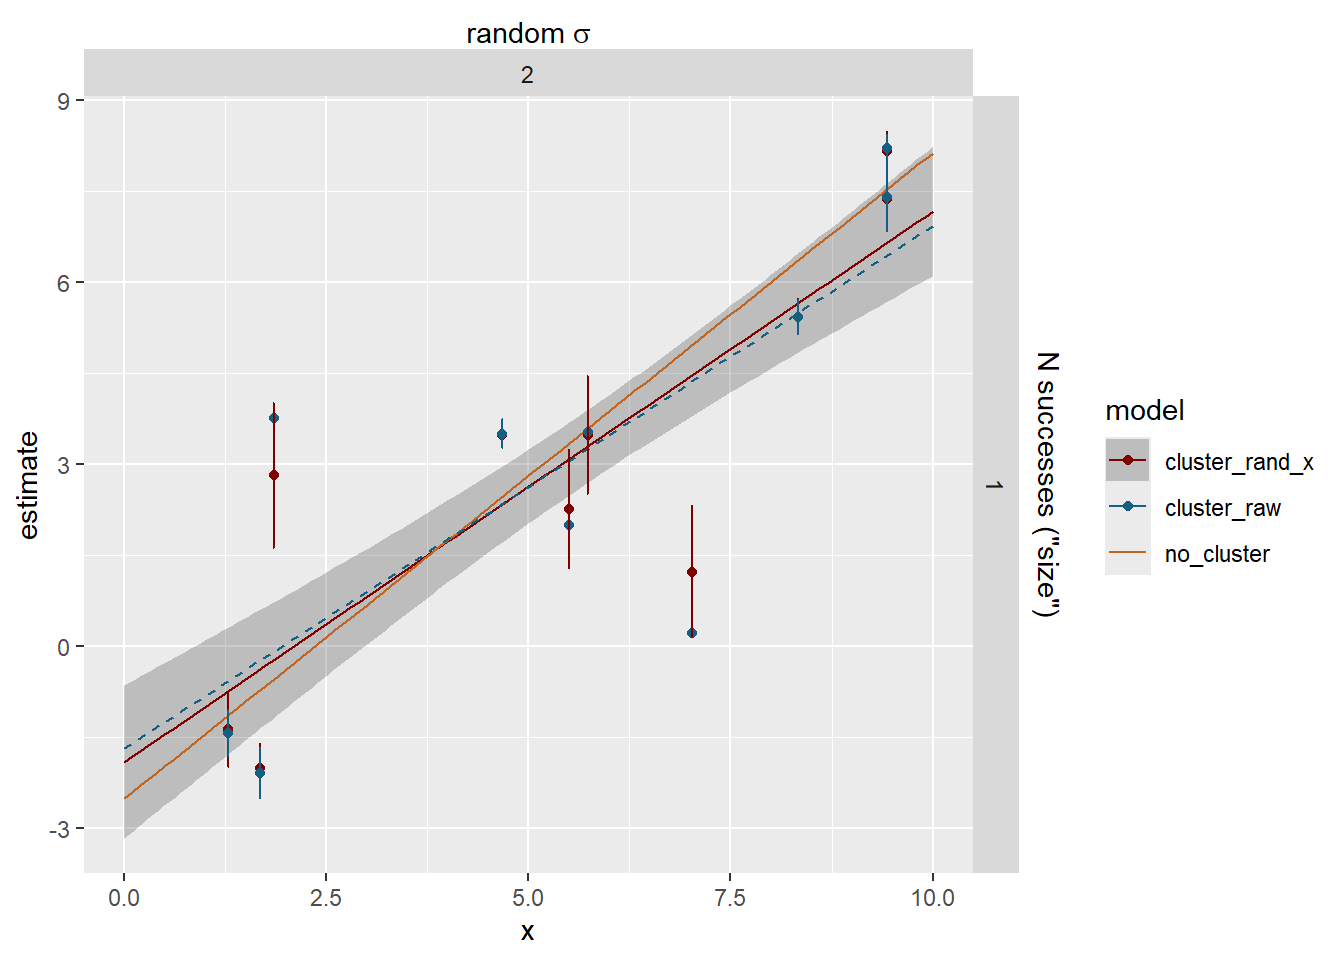 random σ
2
9
6
3
0
-3
estimate
0.0
2.5
5.0
7.5
10.0
x
1
N successes ("size")
model
cluster_rand_x
cluster_raw
no_cluster